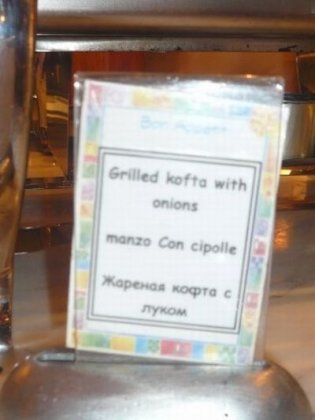 Bon Appetit
Grilled kofta with
onions
manzo Con cipolle
Жареная кофта с
луком